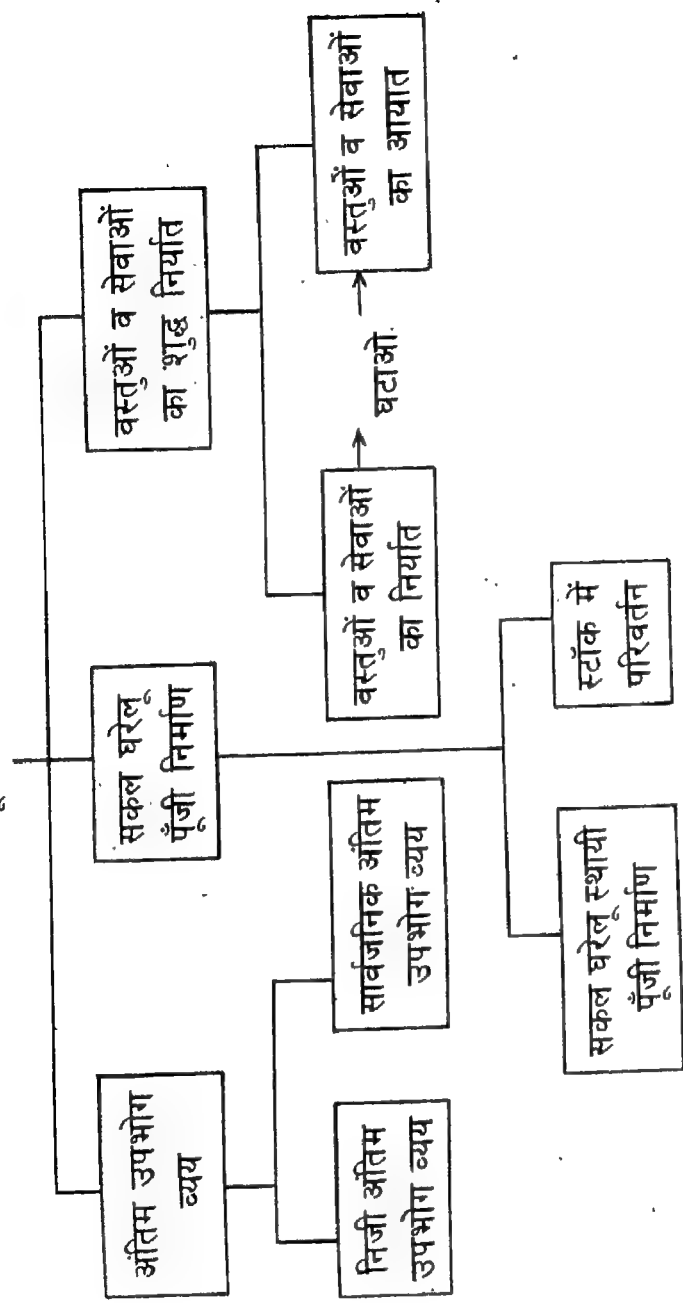 अंतिम उपभोग
व्यय
सकल घरेलू
पूँजी निर्माण
वस्तुओं व सेवाओं
का शुद्ध निर्यात
निजी अंतिम
उपभोग व्यय
सार्वजनिक अंतिम
उपभोग व्यय
वस्तुओं व सेवाओं
का निर्यात
घटाओ
वस्तुओं व सेवाओं
का आयात
सकल घरेलू स्थायी
पूँजी निर्माण
स्टॉक में
परिवर्तन